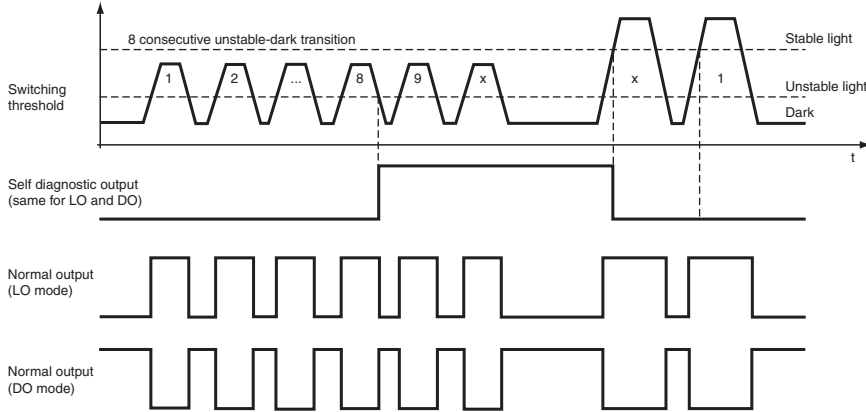 8 consecutive unstable-dark transition
Stable light
Switching
threshold
1 2 ... 8 9 x x 1
Unstable light
Dark
t
Self diagnostic output
(same for LO and DO)
Normal output
(LO mode)
Normal output
(DO mode)